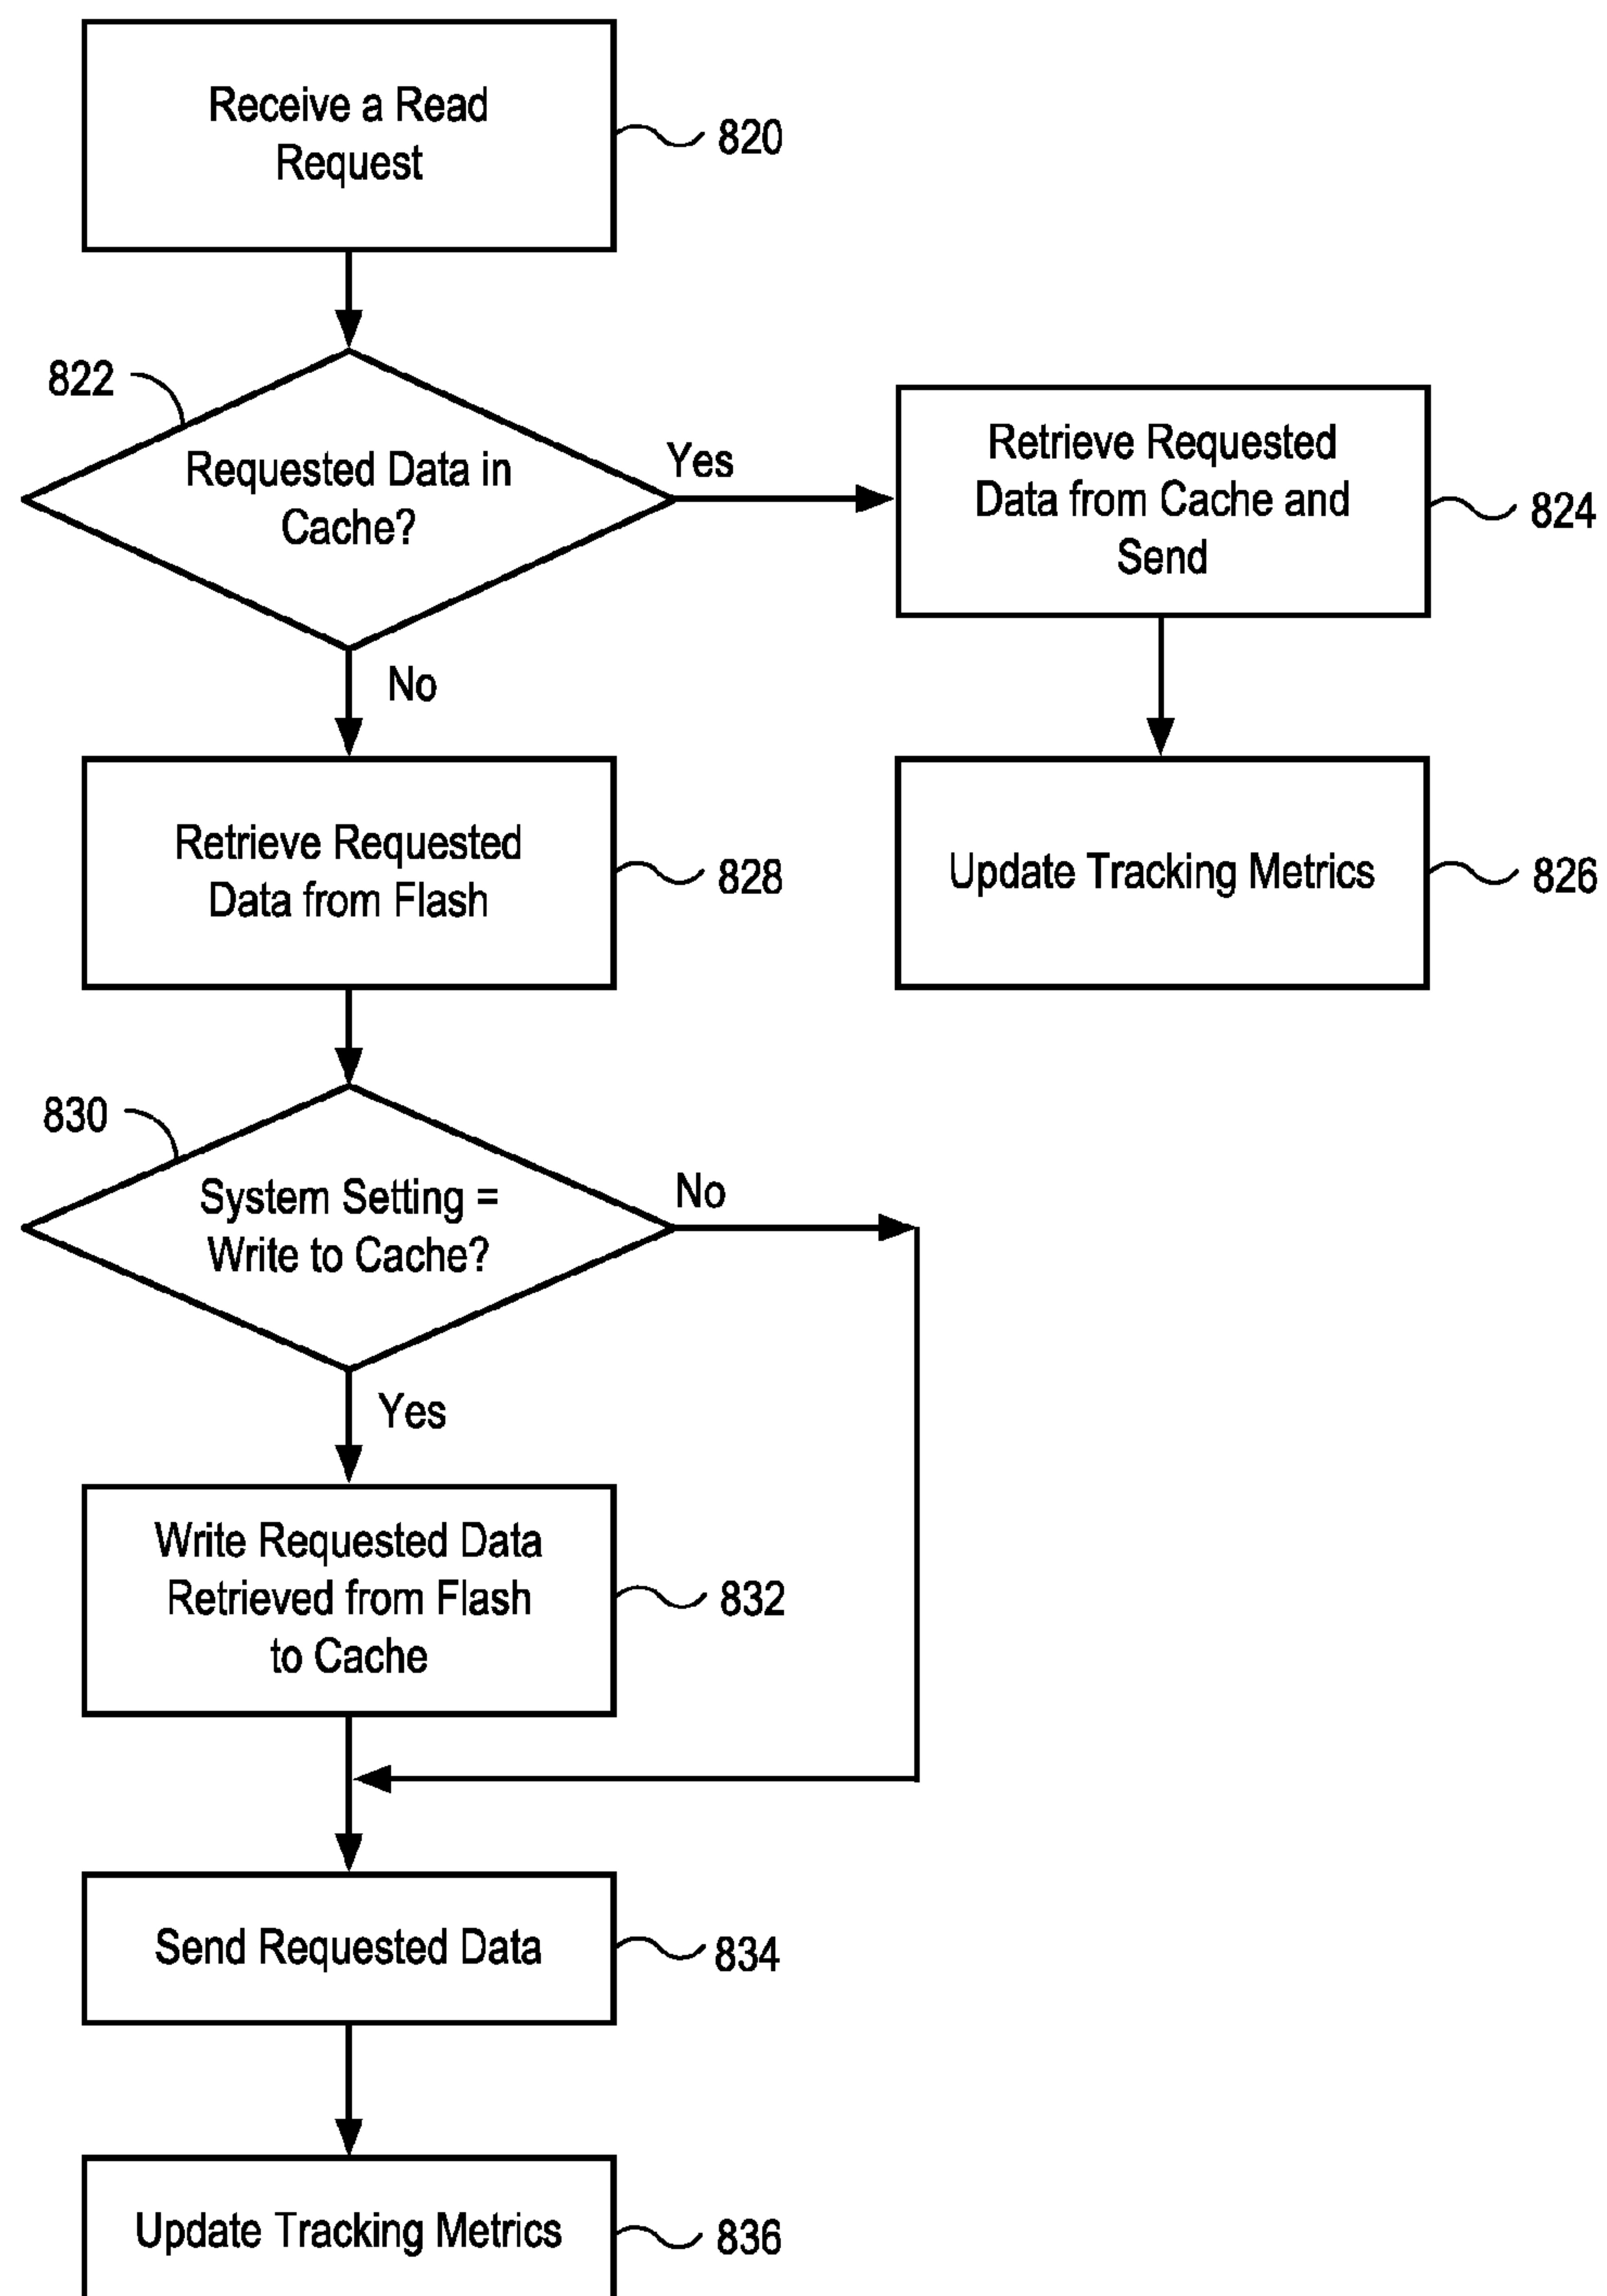 Receive a Read
Request
820
822
Requested Data in
Cache?
Yes
Retrieve Requested
Data from Cache and
Send
824
No
Retrieve Requested
Data from Flash
828
Update Tracking Metrics
826
830
System Setting =
Write to Cache?
No
Yes
Write Requested Data
Retrieved from Flash
to Cache
832
Send Requested Data
834
Update Tracking Metrics
836